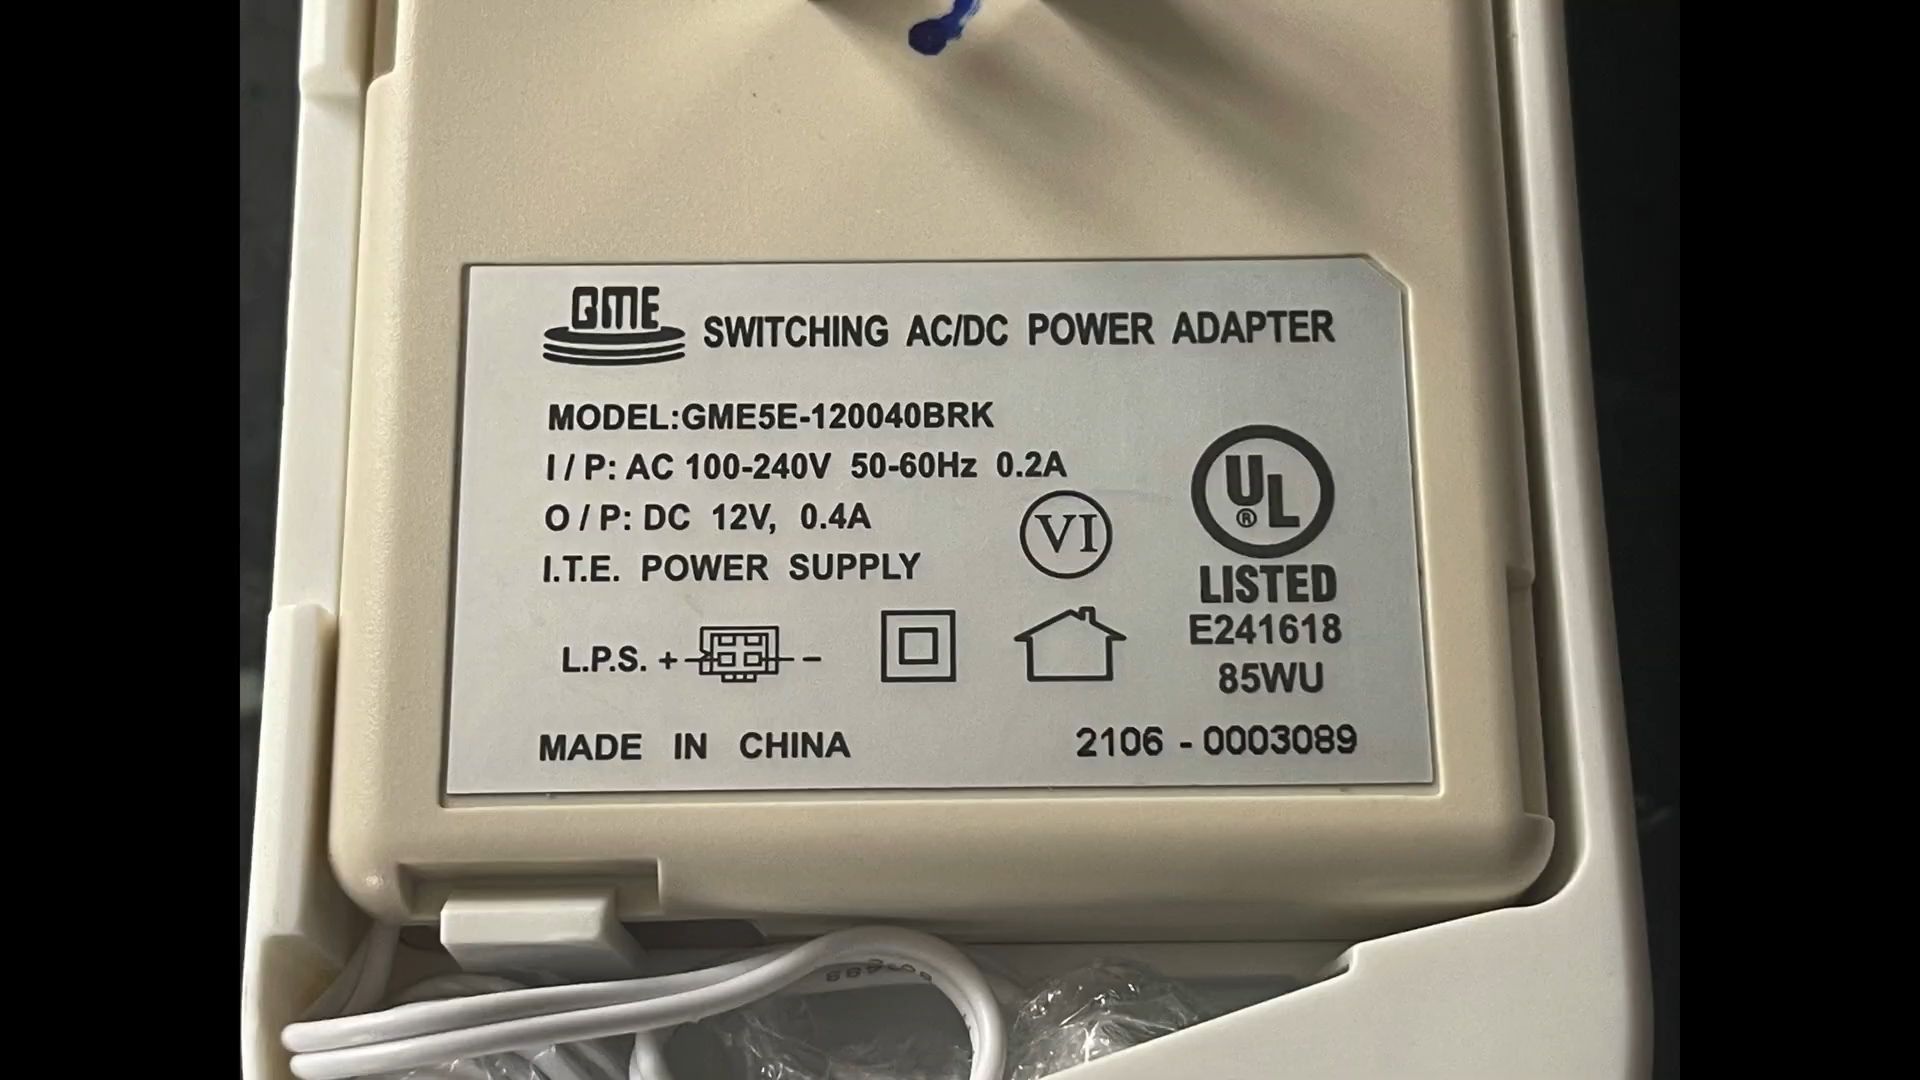 GME SWITCHING AC/DC POWER ADAPTER
MODEL:GME5E-120040BRK
I/P: AC 100-240V 50-60Hz 0.2A
O/P: DC 12V, 0.4A
VI
I.T.E. POWER SUPPLY
UL
®
LISTED
E241618
85WU
L.P.S. + −
MADE IN CHINA
2106 - 0003089